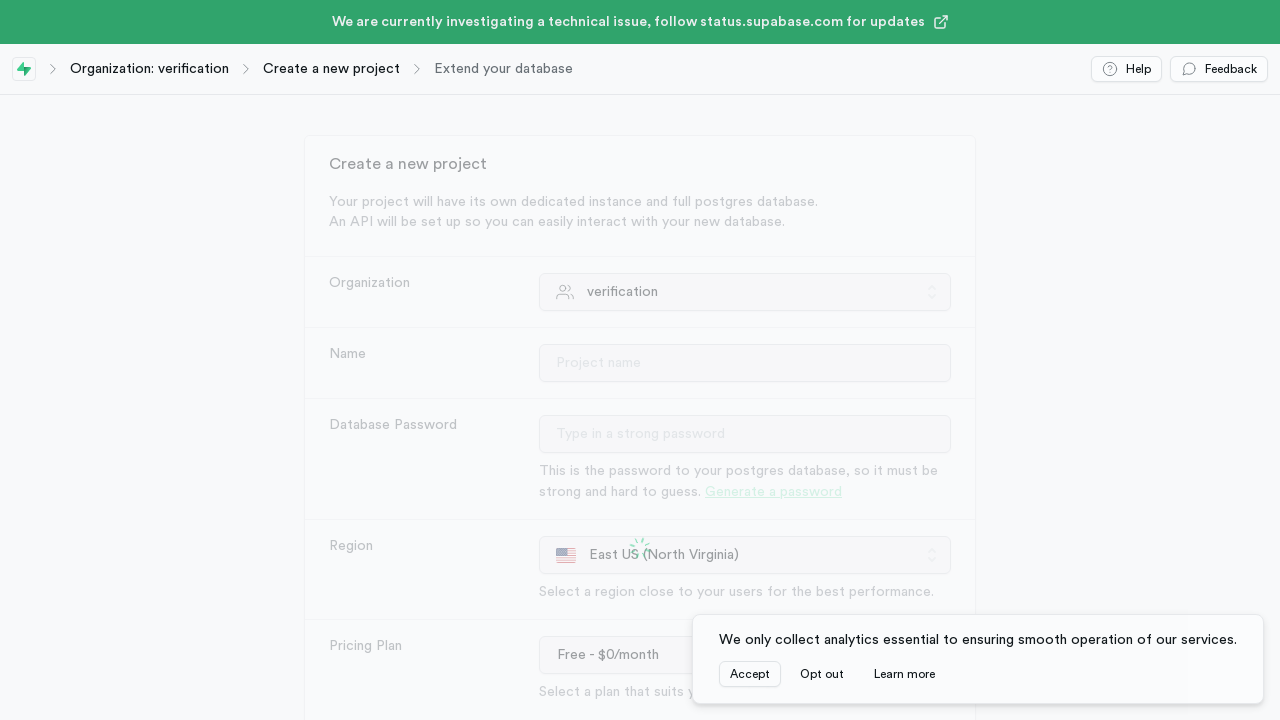 We are currently investigating a technical issue, follow status.supabase.com for updates
Organization: verification
Create a new project
Extend your database
Help
Feedback
Create a new project
Your project will have its own dedicated instance and full postgres database.
An API will be set up so you can easily interact with your new database.
Organization
verification
Name
Project name
Database Password
Type in a strong password
This is the password to your postgres database, so it must be
strong and hard to guess. Generate a password
Region
East US (North Virginia)
Select a region close to your users for the best performance.
Pricing Plan
Free - $0/month
Select a plan that suits
We only collect analytics essential to ensuring smooth operation of our services.
Accept
Opt out
Learn more